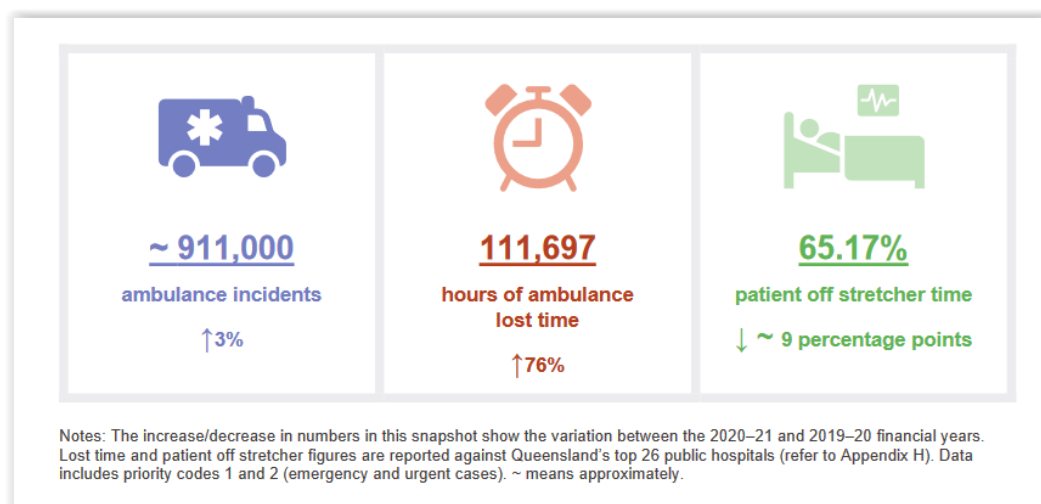 ~ 911,000
ambulance incidents
↑3%
111,697
hours of ambulance
lost time
↑76%
65.17%
patient off stretcher time
↓ ~ 9 percentage points
Notes: The increase/decrease in numbers in this snapshot show the variation between the 2020–21 and 2019–20 financial years.
Lost time and patient off stretcher figures are reported against Queensland's top 26 public hospitals (refer to Appendix H). Data
includes priority codes 1 and 2 (emergency and urgent cases). ~ means approximately.